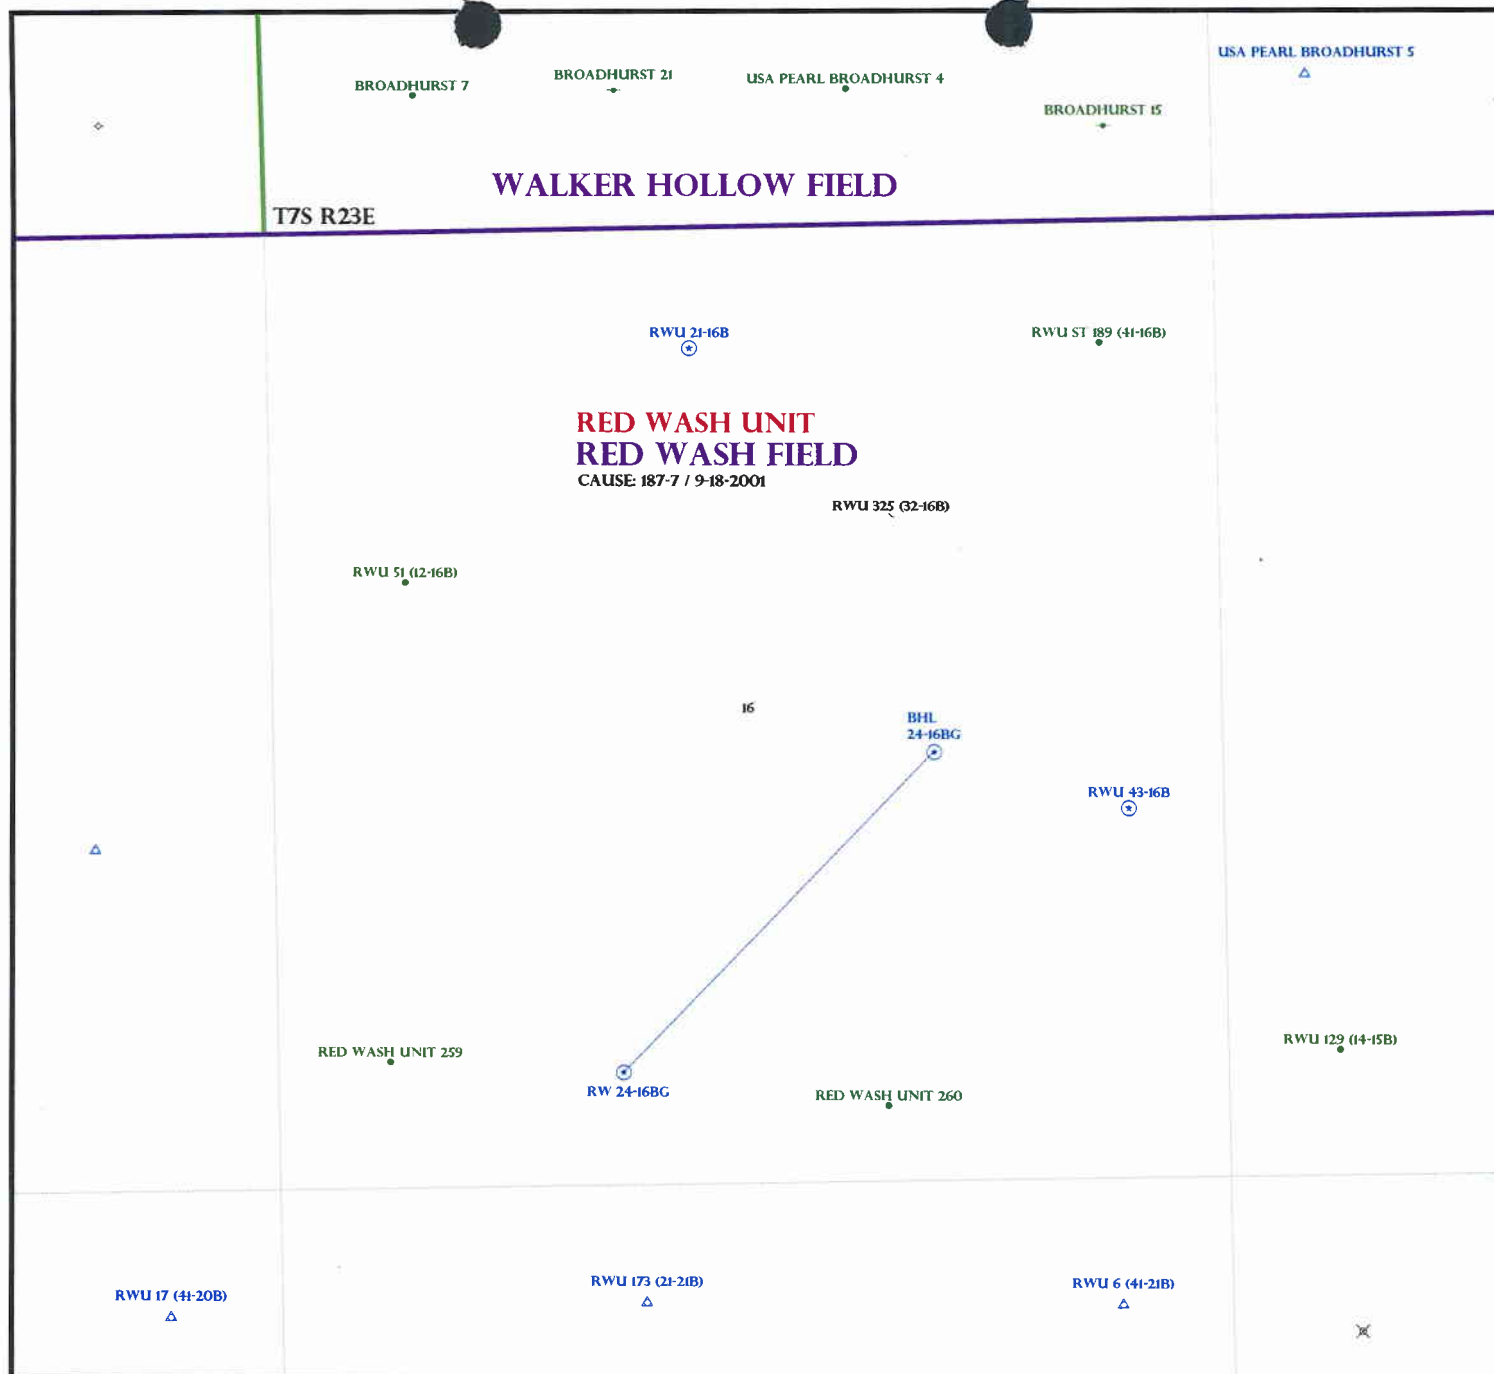 USA PEARL BROADHURST 5
BROADHURST 21
USA PEARL BROADHURST 4
BROADHURST 7
BROADHURST 15
WALKER HOLLOW FIELD
T7S R23E
RWU 21-16B
RWU ST 189 (41-16B)
RED WASH UNIT
RED WASH FIELD
CAUSE: 187-7 / 9-18-2001
RWU 325 (32-16B)
RWU 51 (12-16B)
16
BHL
24-16BG
RWU 43-16B
RWU 129 (14-15B)
RED WASH UNIT 259
RW 24-16BG
RED WASH UNIT 260
RWU 173 (21-21B)
RWU 6 (41-21B)
RWU 17 (41-20B)